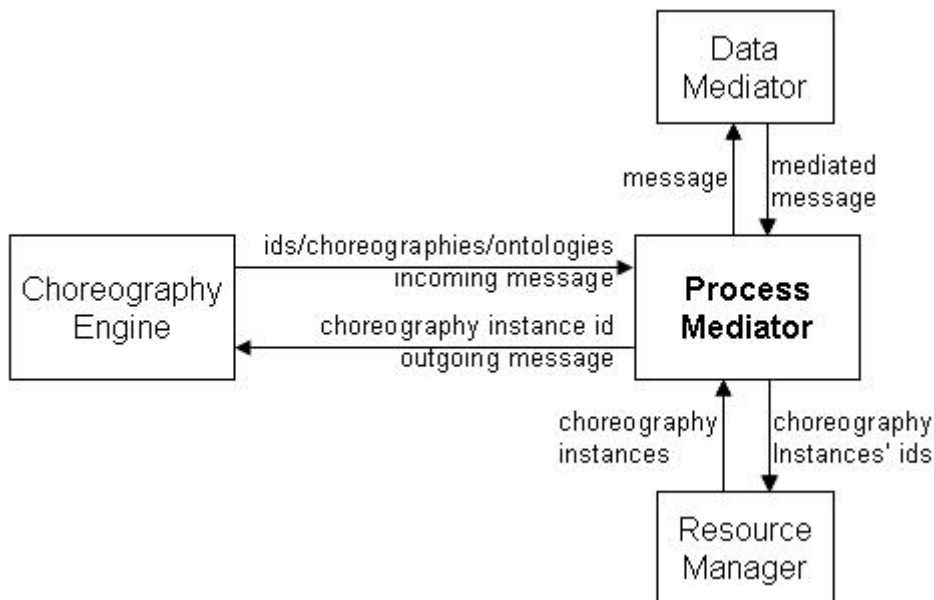 Data
Mediator
message
mediated
message
ids/choreographies/ontologies
incoming message
Choreography
Engine
Process
Mediator
choreography instance id
outgoing message
choreography
instances
choreography
Instances' ids
Resource
Manager